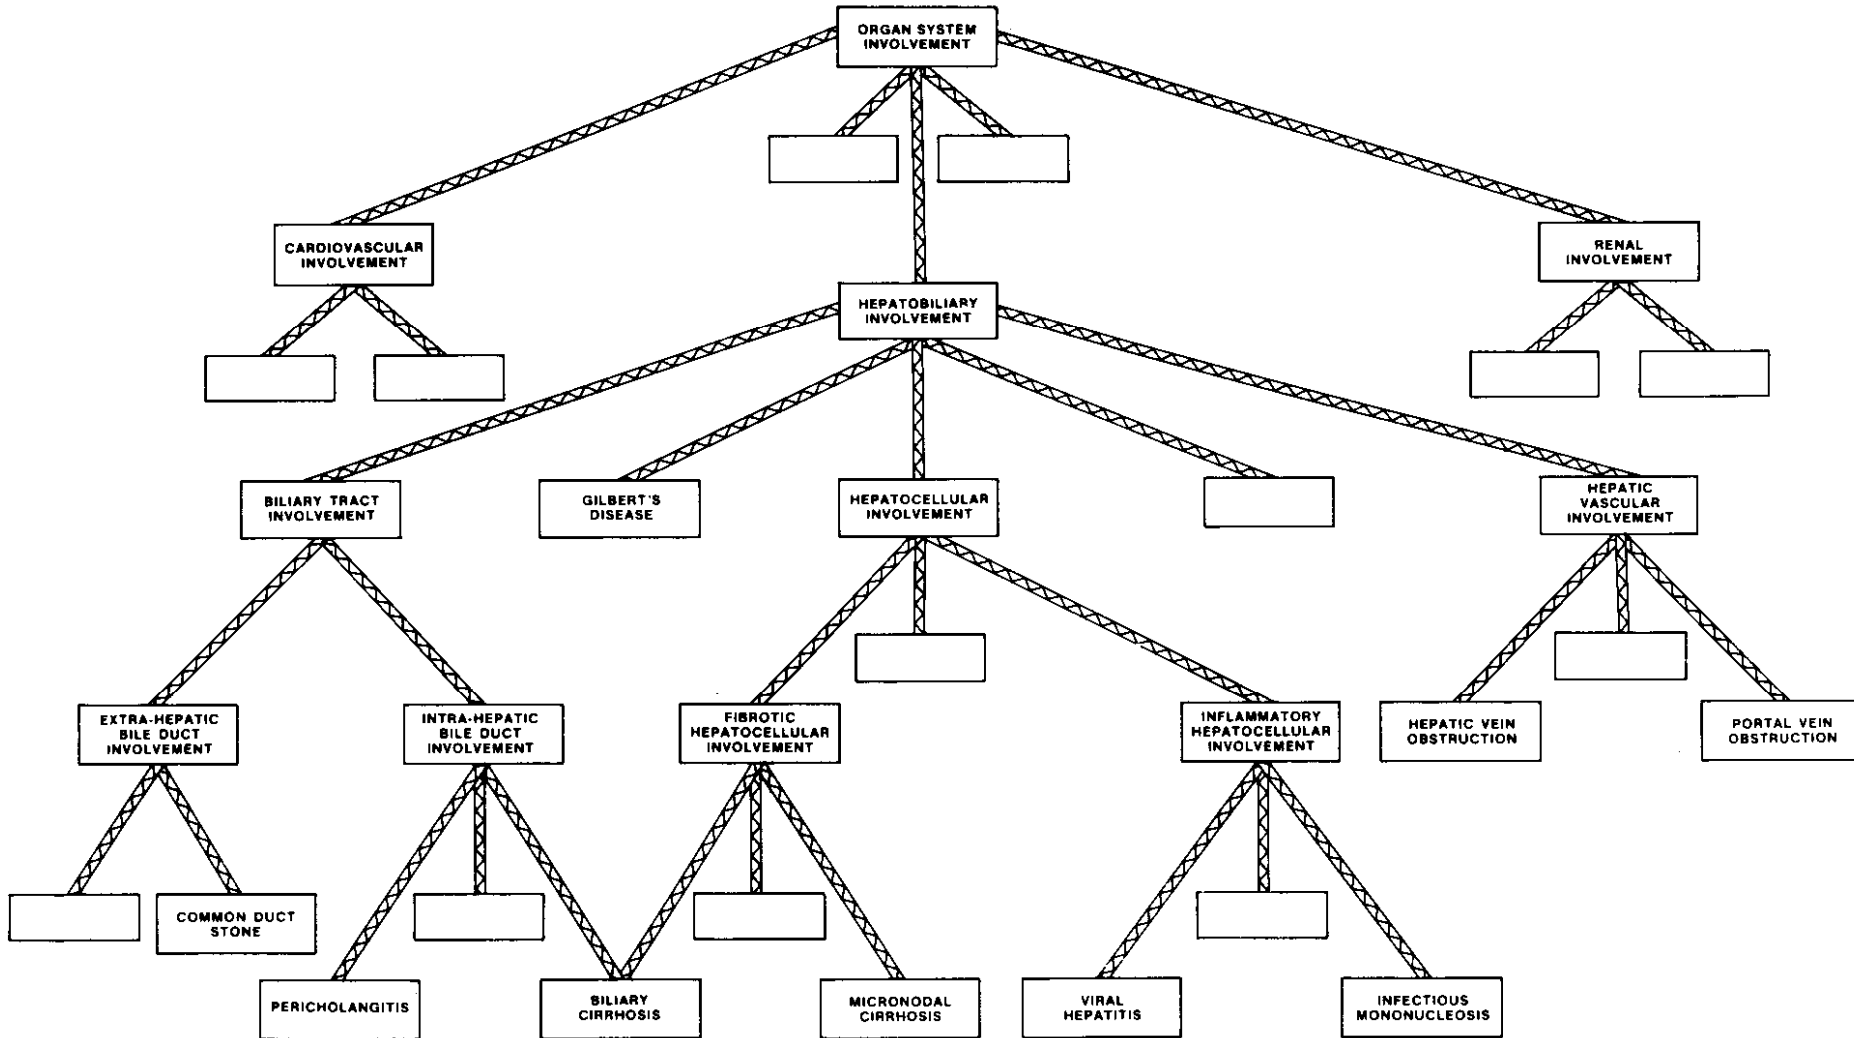 ORGAN SYSTEM
INVOLVEMENT
CARDIOVASCULAR
INVOLVEMENT
RENAL
INVOLVEMENT
HEPATOBILIARY
INVOLVEMENT
BILIARY TRACT
INVOLVEMENT
GILBERT'S
DISEASE
HEPATOCELLULAR
INVOLVEMENT
HEPATIC
VASCULAR
INVOLVEMENT
EXTRA-HEPATIC
BILE DUCT
INVOLVEMENT
INTRA-HEPATIC
BILE DUCT
INVOLVEMENT
FIBROTIC
HEPATOCELLULAR
INVOLVEMENT
INFLAMMATORY
HEPATOCELLULAR
INVOLVEMENT
HEPATIC VEIN
OBSTRUCTION
PORTAL VEIN
OBSTRUCTION
COMMON DUCT
STONE
PERICHOLANGITIS
BILIARY
CIRRHOSIS
MICRONODAL
CIRRHOSIS
VIRAL
HEPATITIS
INFECTIOUS
MONONUCLEOSIS